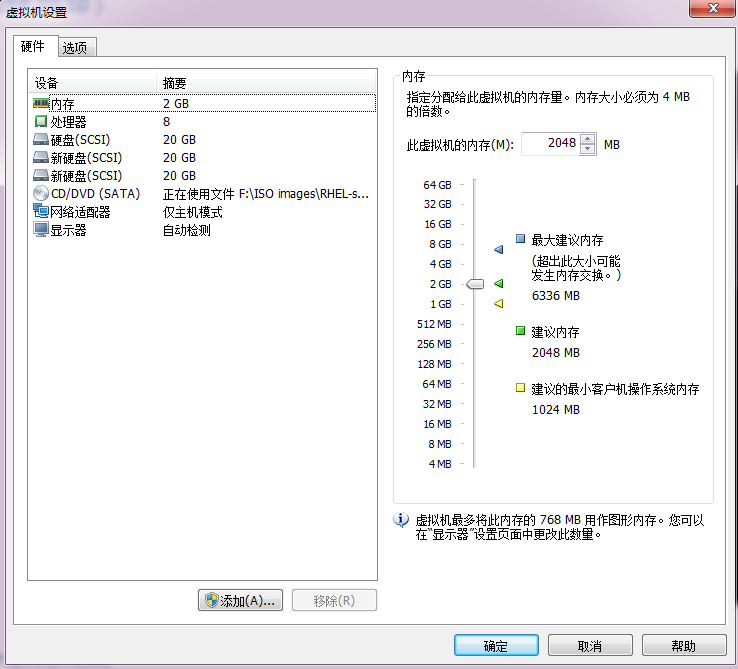 虚拟机设置
硬件
选项
设备 摘要
内存 2 GB
处理器 8
硬盘(SCSI) 20 GB
新硬盘(SCSI) 20 GB
新硬盘(SCSI) 20 GB
CD/DVD (SATA) 正在使用文件 F:\ISO images\RHEL-s...
网络适配器 仅主机模式
显示器 自动检测
添加(A)...
移除(R)
内存
指定分配给此虚拟机的内存量。内存大小必须为 4 MB
的倍数。
此虚拟机的内存(M): 2048 MB
64 GB
32 GB
16 GB
8 GB
4 GB
2 GB
1 GB
512 MB
256 MB
128 MB
64 MB
32 MB
16 MB
8 MB
4 MB
最大建议内存
(超出此大小可能
发生内存交换。)
6336 MB
建议内存
2048 MB
建议的最小客户机操作系统内存
1024 MB
虚拟机最多将此内存的 768 MB 用作图形内存。您可以
在“显示器”设置页面中更改此数量。
确定
取消
帮助